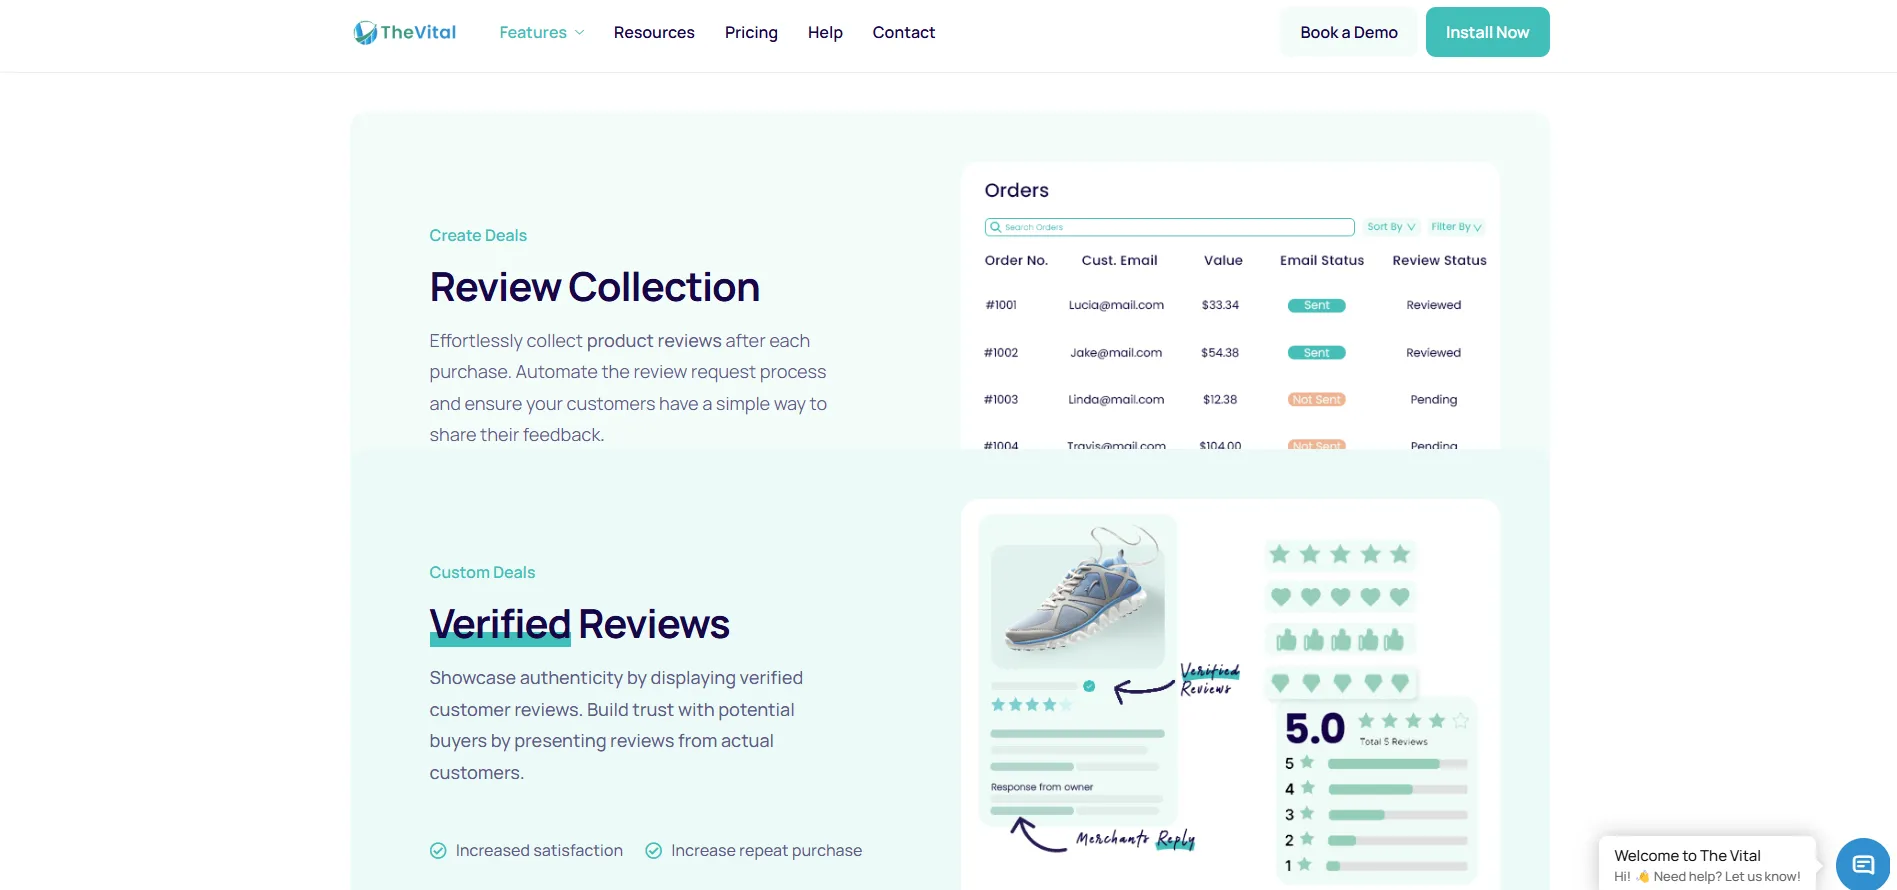 TheVital
Features
Resources
Pricing
Help
Contact
Book a Demo
Install Now
Create Deals
Review Collection
Effortlessly collect product reviews after each
purchase. Automate the review request process
and ensure your customers have a simple way to
share their feedback.
Orders
Search Orders
Sort By
Filter By
Order No. Cust. Email Value Email Status Review Status
#1001 Lucia@mail.com $33.34 Sent Reviewed
#1002 Jake@mail.com $54.38 Sent Reviewed
#1003 Linda@mail.com $12.38 Not Sent Pending
#1004 Travis@mail.com $104.00 Not Sent Pending
Custom Deals
Verified Reviews
Showcase authenticity by displaying verified
customer reviews. Build trust with potential
buyers by presenting reviews from actual
customers.
Increased satisfaction
Increase repeat purchase
Verified
Reviews
Response from owner
Merchants Reply
5.0
Total 5 Reviews
5
4
3
2
1
Welcome to The Vital
Hi! 👋 Need help? Let us know!